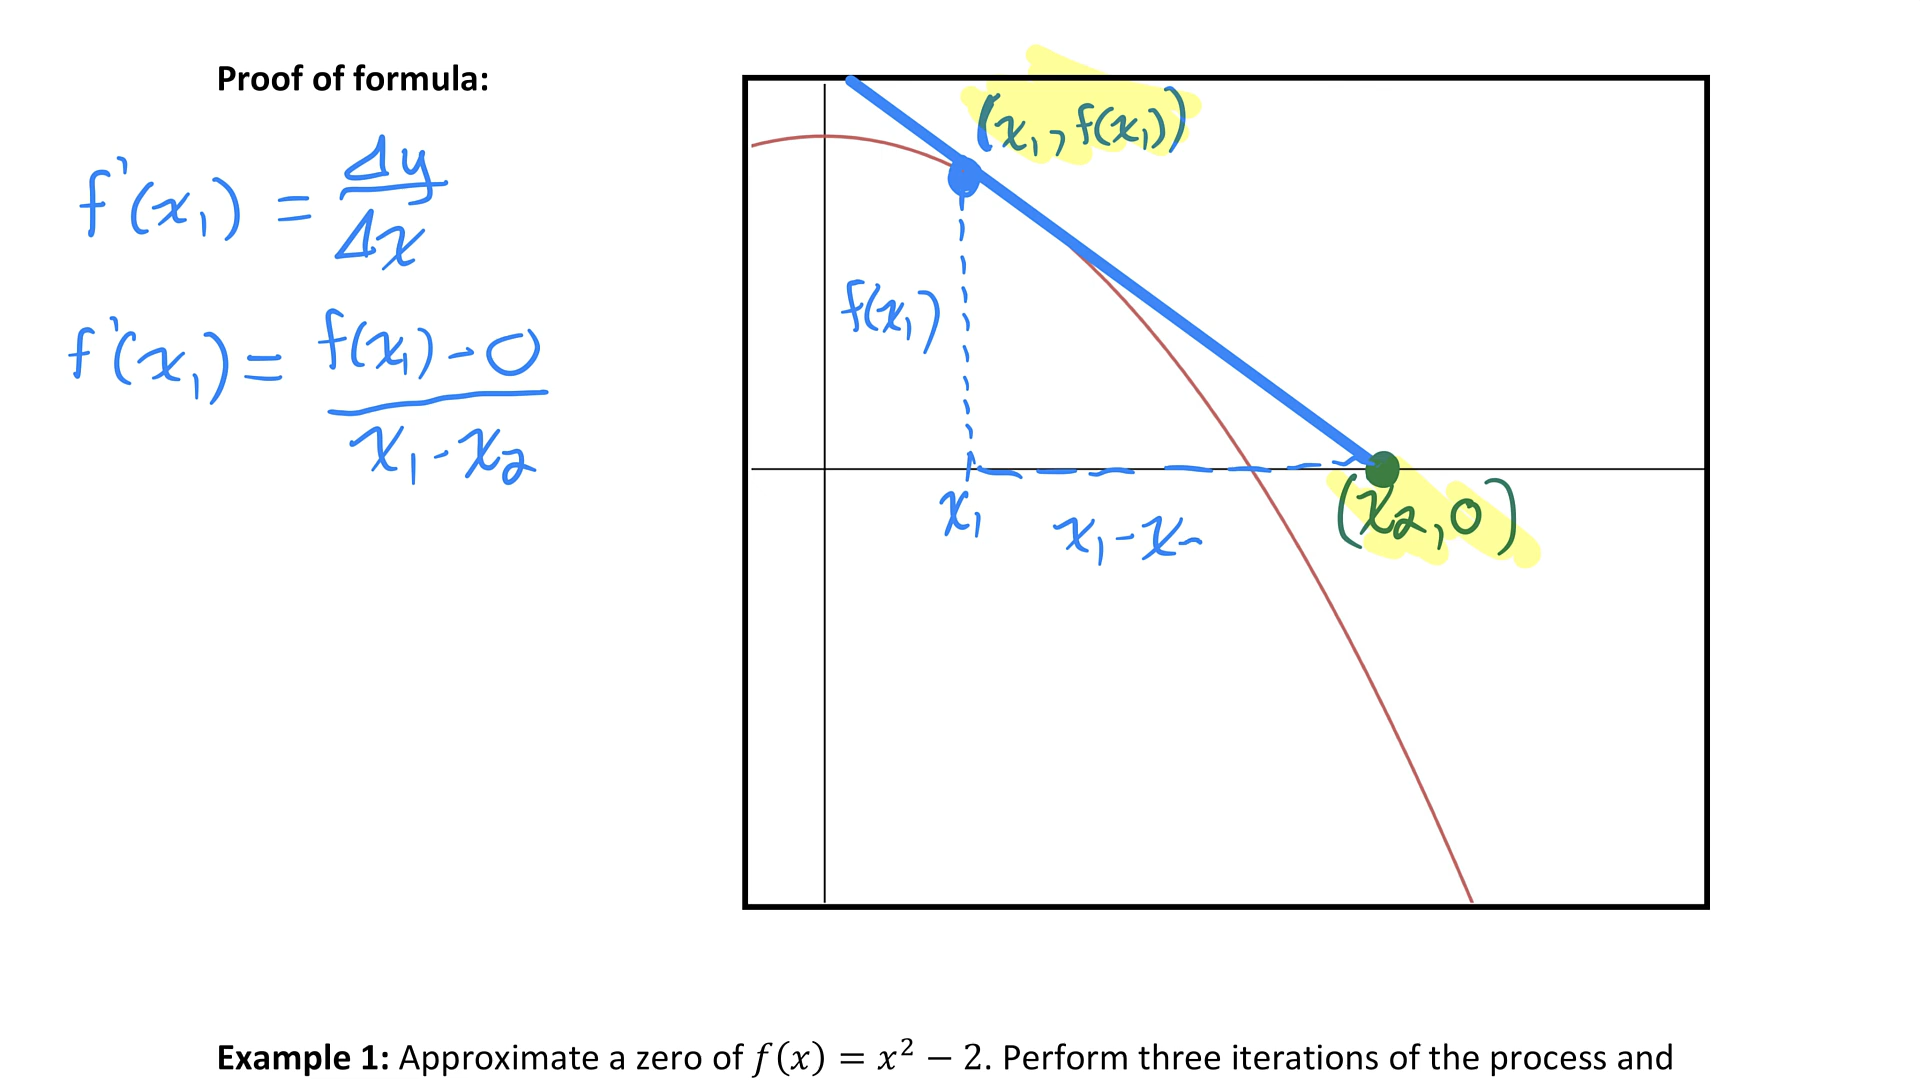 Proof of formula:
f'(x₁) = Δy/Δx
f'(x₁) = (f(x₁) - 0)/(x₁ - x₂)
(x₁, f(x₁))
f(x₁)
x₁
x₁ - x
(x₂, 0)
Example 1: Approximate a zero of f(x) = x² − 2. Perform three iterations of the process and